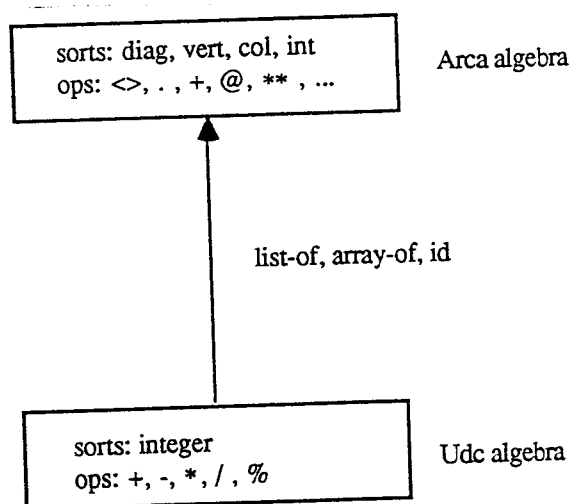 sorts: diag, vert, col, int
ops: <>, . , +, @, ** , ...
Arca algebra
list-of, array-of, id
sorts: integer
ops: +, -, *, / , %
Udc algebra